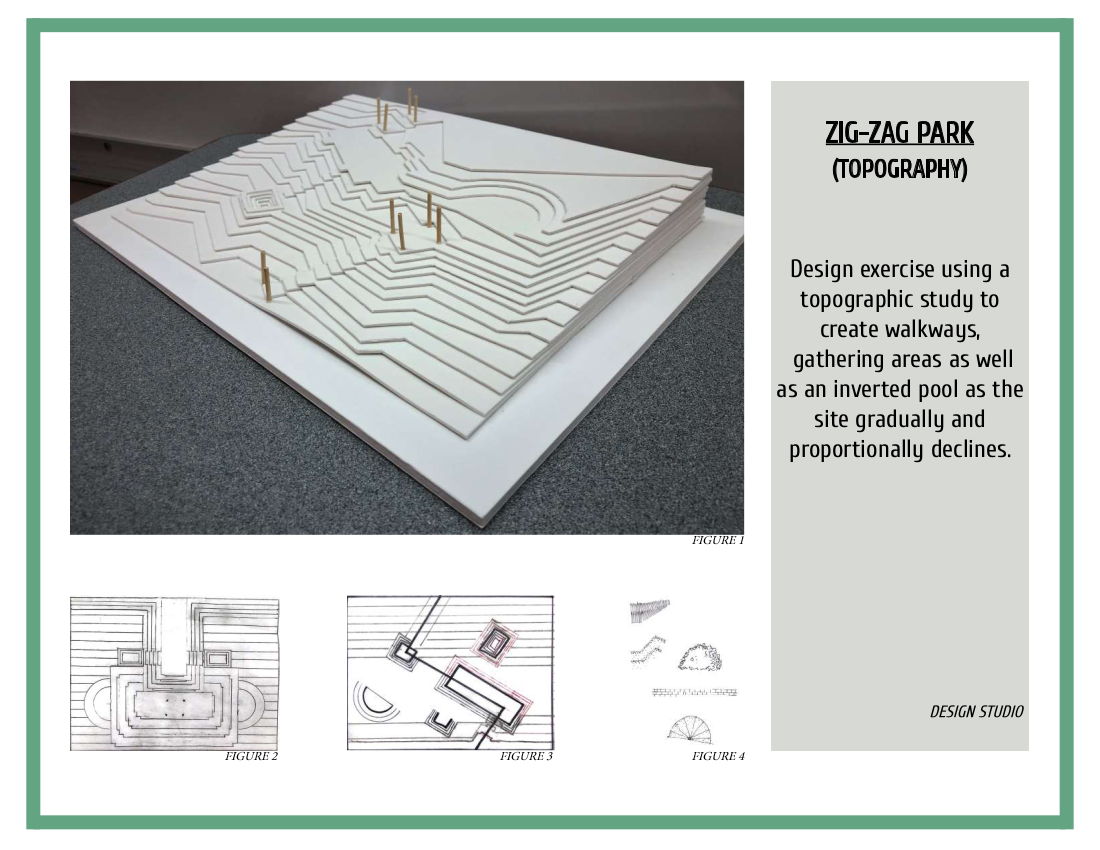 ZIG-ZAG PARK
(TOPOGRAPHY)
Design exercise using a
topographic study to
create walkways,
gathering areas as well
as an inverted pool as the
site gradually and
proportionally declines.
DESIGN STUDIO
FIGURE 1
FIGURE 2
FIGURE 3
FIGURE 4